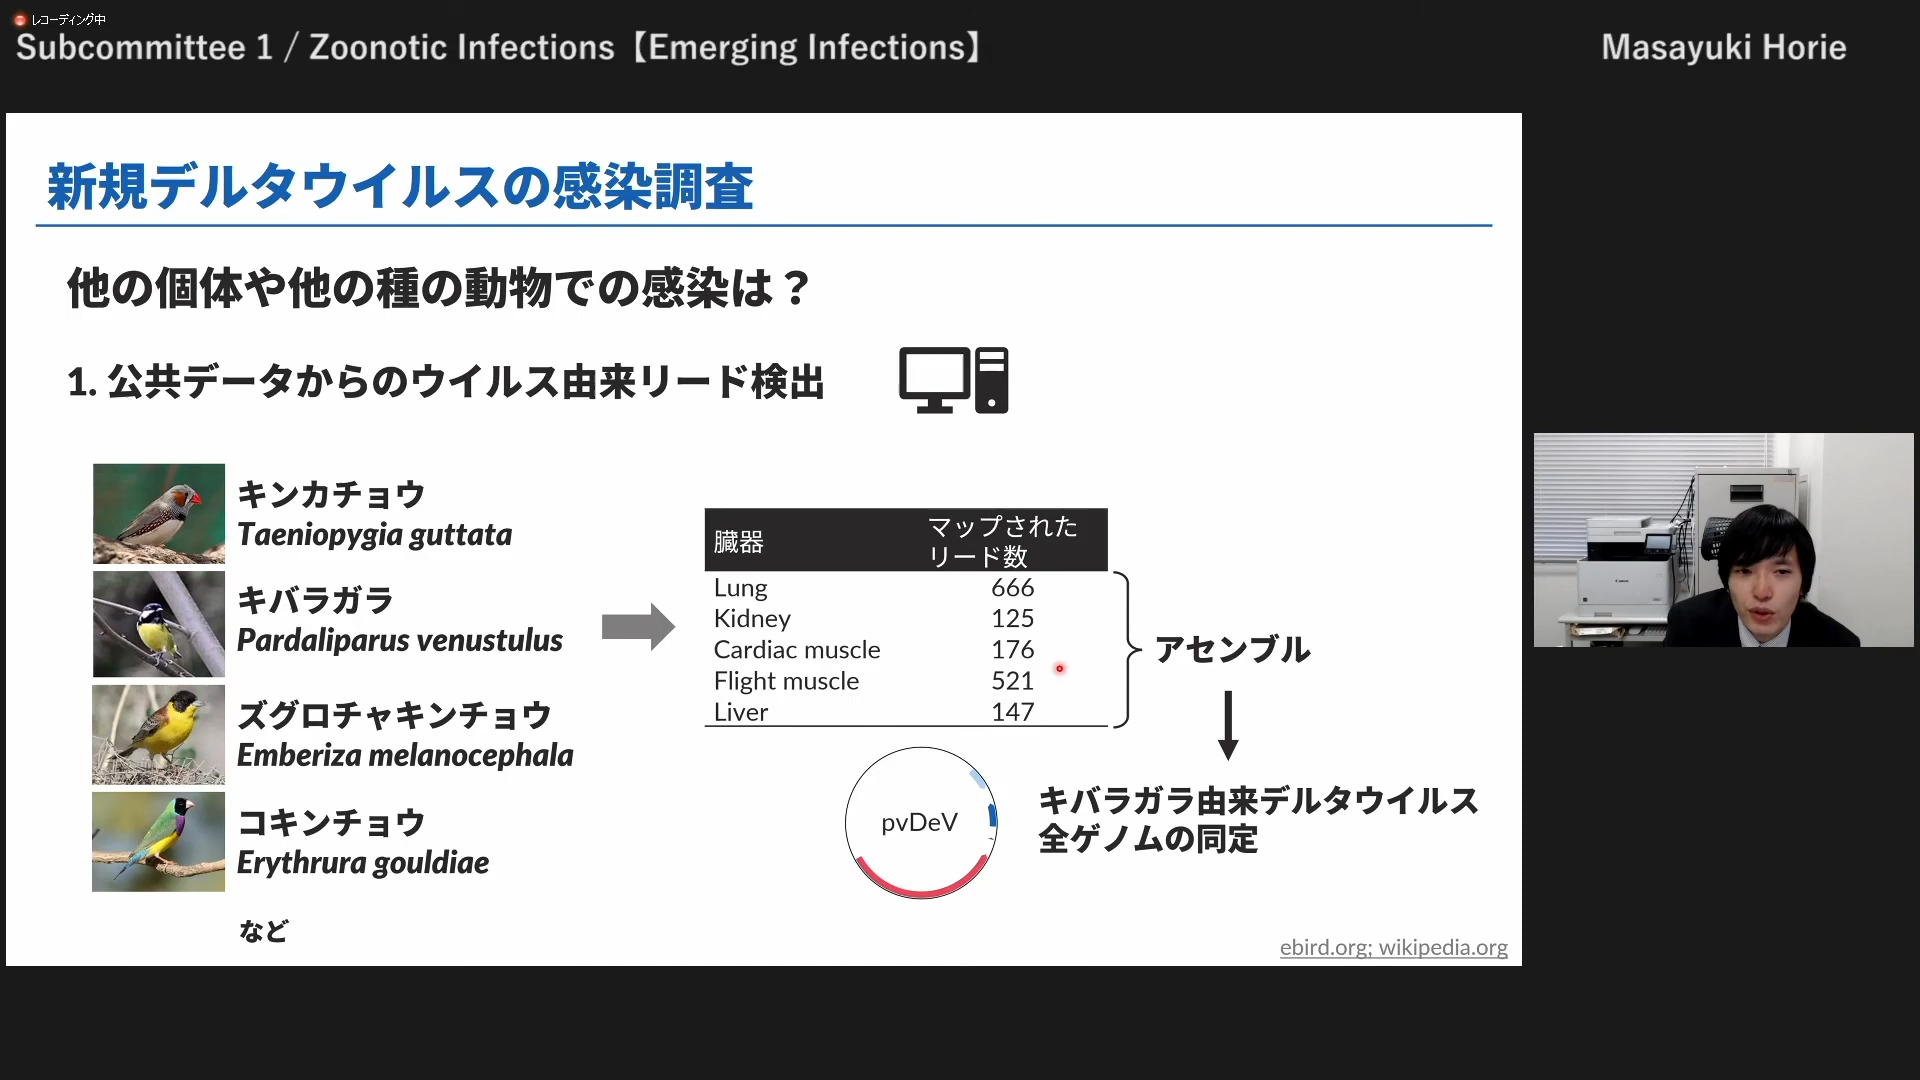 レコーディング中
Subcommittee 1 / Zoonotic Infections【Emerging Infections】
Masayuki Horie
新規デルタウイルスの感染調査
他の個体や他の種の動物での感染は？
1. 公共データからのウイルス由来リード検出
キンカチョウ
Taeniopygia guttata
キバラガラ
Pardaliparus venustulus
ズグロチャキンチョウ
Emberiza melanocephala
コキンチョウ
Erythrura gouldiae
など
臓器 マップされた
リード数
Lung 666
Kidney 125
Cardiac muscle 176
Flight muscle 521
Liver 147
アセンブル
pvDeV
キバラガラ由来デルタウイルス
全ゲノムの同定
ebird.org; wikipedia.org